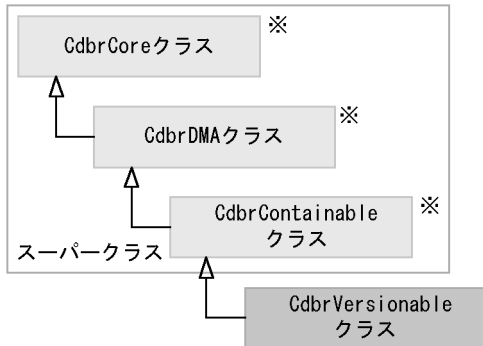 CdbrCoreクラス ※
CdbrDMAクラス ※
CdbrContainable ※
クラス
スーパークラス
CdbrVersionable
クラス